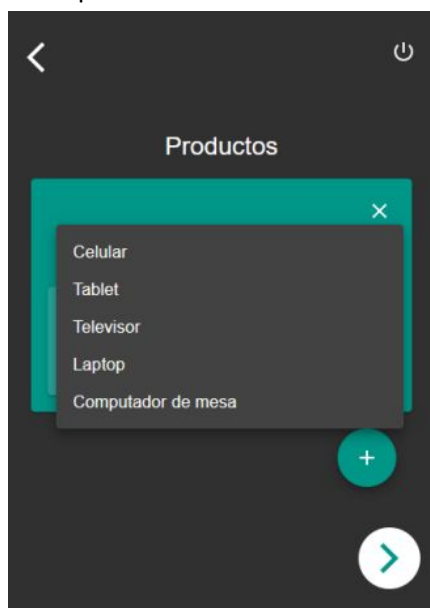 Productos
Celular
Tablet
Televisor
Laptop
Computador de mesa